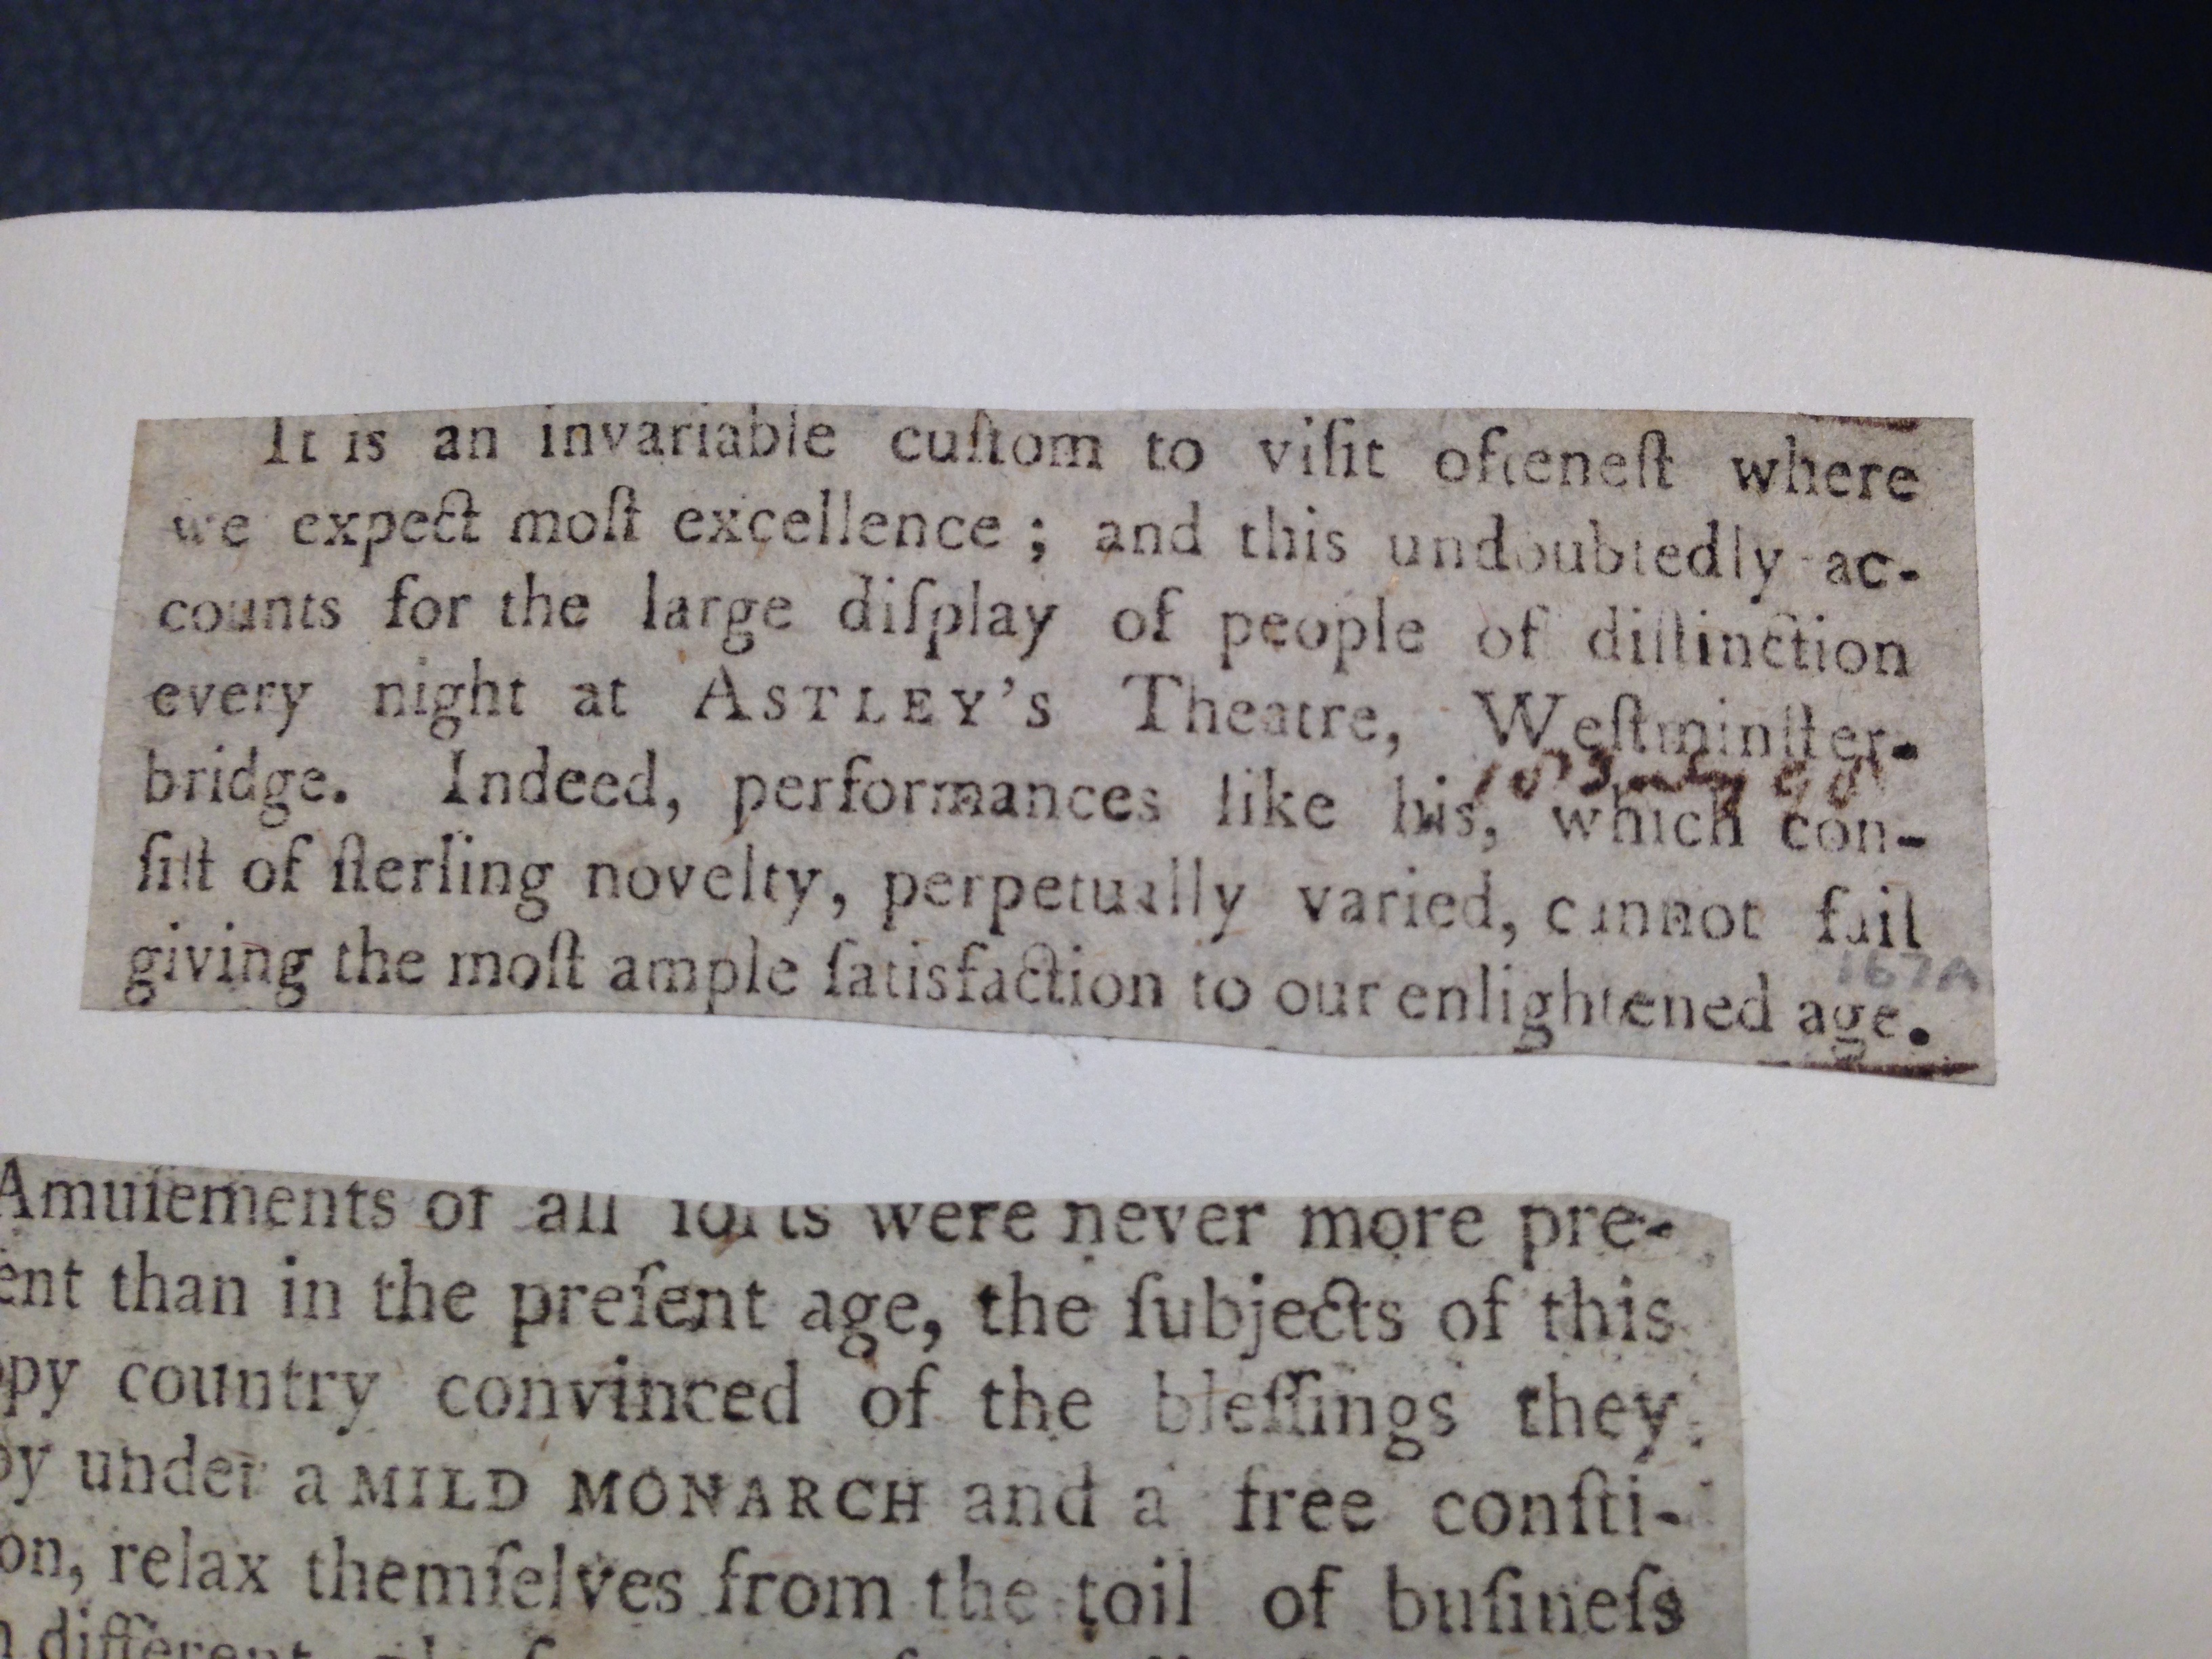 It is an invariable cuſtom to viſit ofteneſt where
we expect moſt excellence ; and this undoubtedly ac-
counts for the large diſplay of people of diſtinction
every night at ASTLEY'S Theatre, Weſtminſter-
bridge. Indeed, performances like his, which con-
ſiſt of ſterling novelty, perpetually varied, cannot fail
167A
giving the moſt ample ſatisfaction to our enlightened age.
Amuſements of all ſorts were never more pre-
ent than in the preſent age, the ſubjects of this
ppy country convinced of the bleſſings they
oy under a MILD MONARCH and a free conſti-
on, relax themſelves from the toil of buſineſs
different